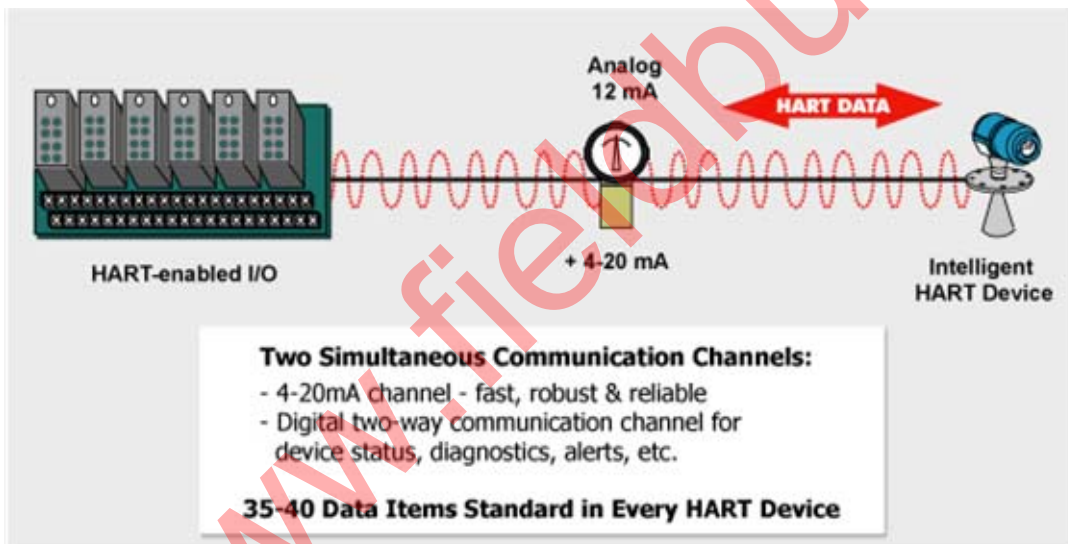 Analog
12 mA
HART DATA
HART-enabled I/O
+ 4-20 mA
Intelligent
HART Device
Two Simultaneous Communication Channels:
- 4-20mA channel - fast, robust & reliable
- Digital two-way communication channel for
device status, diagnostics, alerts, etc.
35-40 Data Items Standard in Every HART Device
w.fieldbu